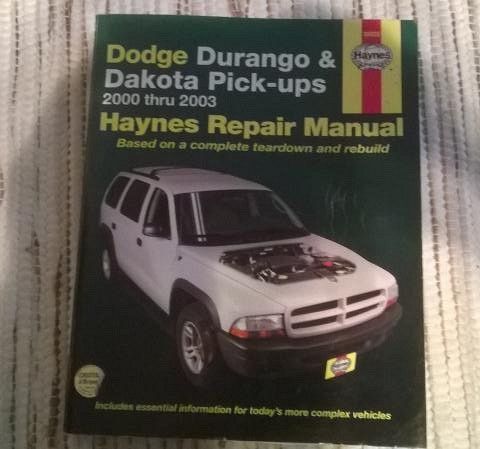 Dodge Durango &
Dakota Pick-ups
2000 thru 2003
Haynes
Haynes Repair Manual
Based on a complete teardown and rebuild
Includes essential information for today's more complex vehicles